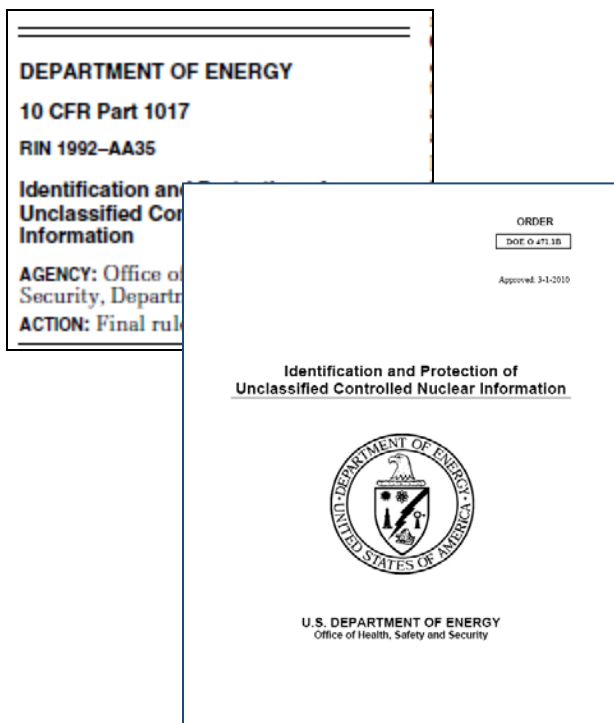 DEPARTMENT OF ENERGY
10 CFR Part 1017
RIN 1992–AA35
Identification and
Unclassified Con
Information
AGENCY: Office of
Security, Departm
ACTION: Final rule
ORDER
DOE O 471.1B
Approved: 3-1-2010
Identification and Protection of
Unclassified Controlled Nuclear Information
DEPARTMENT OF ENERGY
UNITED STATES OF AMERICA
U.S. DEPARTMENT OF ENERGY
Office of Health, Safety and Security